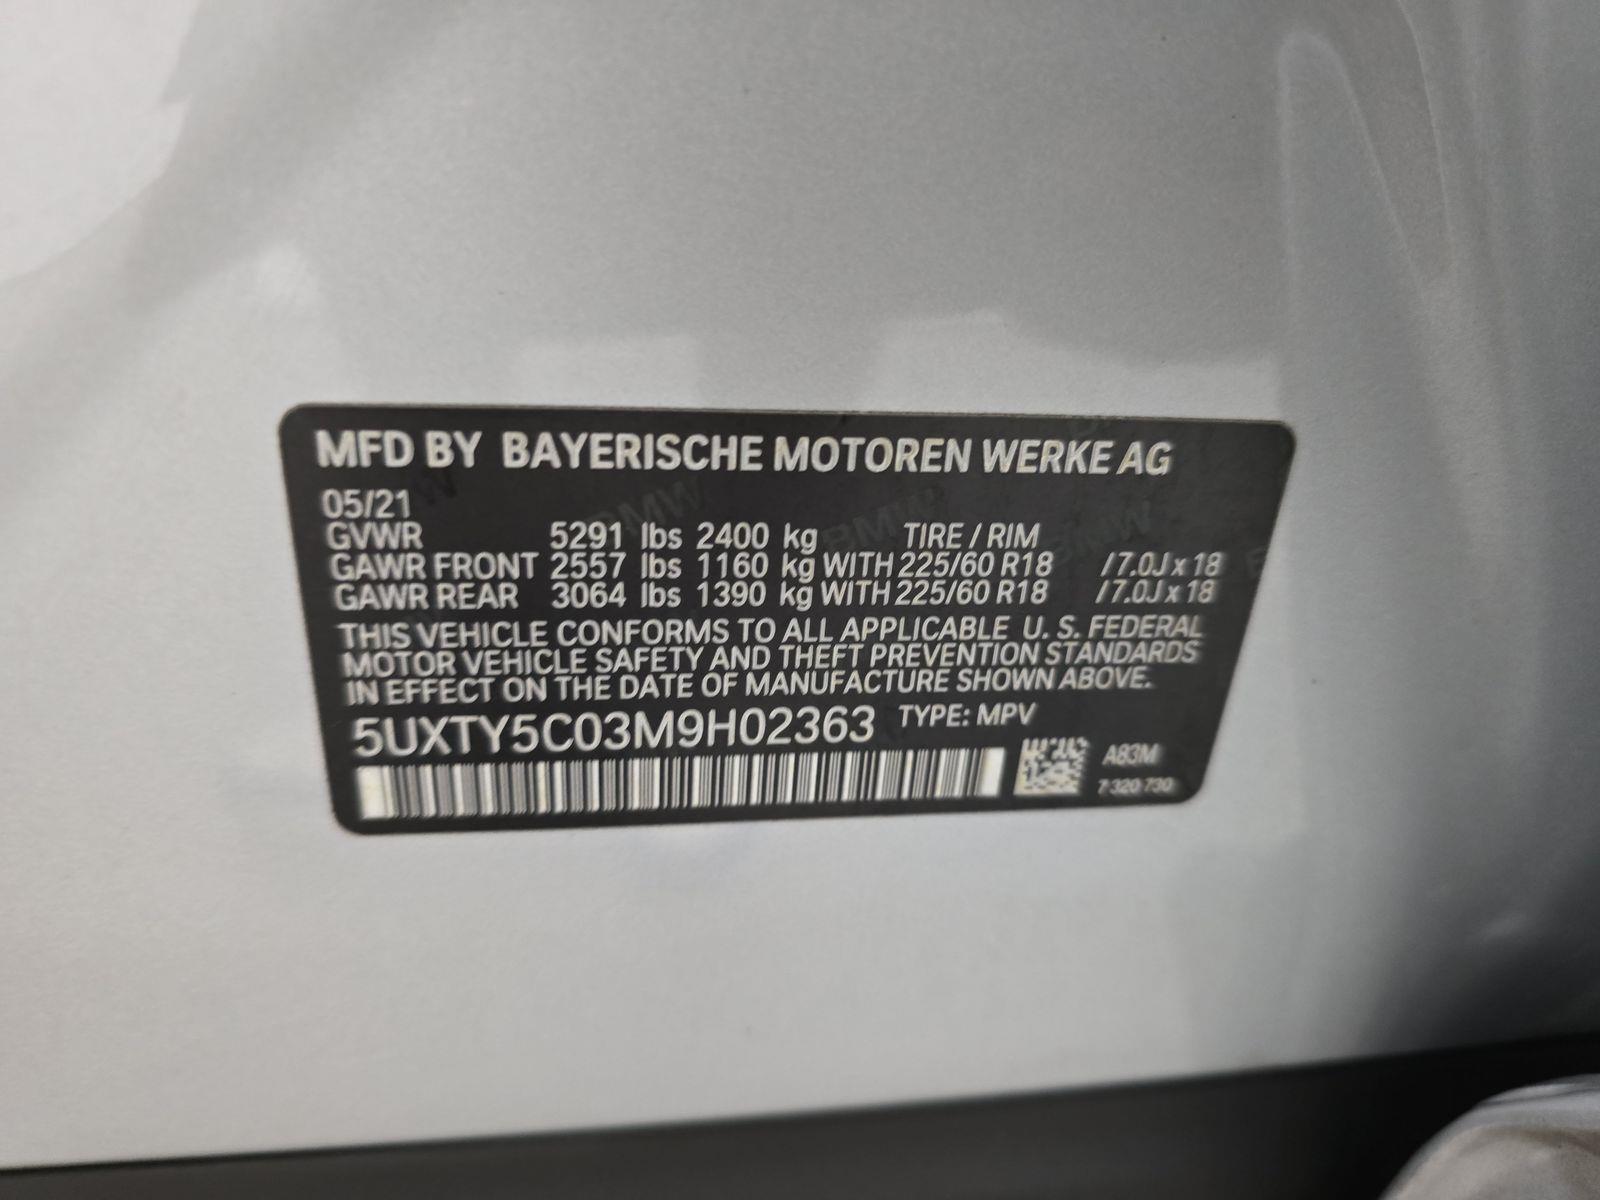 MFD BY BAYERISCHE MOTOREN WERKE AG
05/21
GVWR 5291 lbs 2400 kg TIRE / RIM
GAWR FRONT 2557 lbs 1160 kg WITH 225/60 R18 / 7.0J x 18
GAWR REAR 3064 lbs 1390 kg WITH 225/60 R18 / 7.0J x 18
THIS VEHICLE CONFORMS TO ALL APPLICABLE U. S. FEDERAL
MOTOR VEHICLE SAFETY AND THEFT PREVENTION STANDARDS
IN EFFECT ON THE DATE OF MANUFACTURE SHOWN ABOVE.
5UXTY5C03M9H02363 TYPE: MPV
A83M
7 320 730